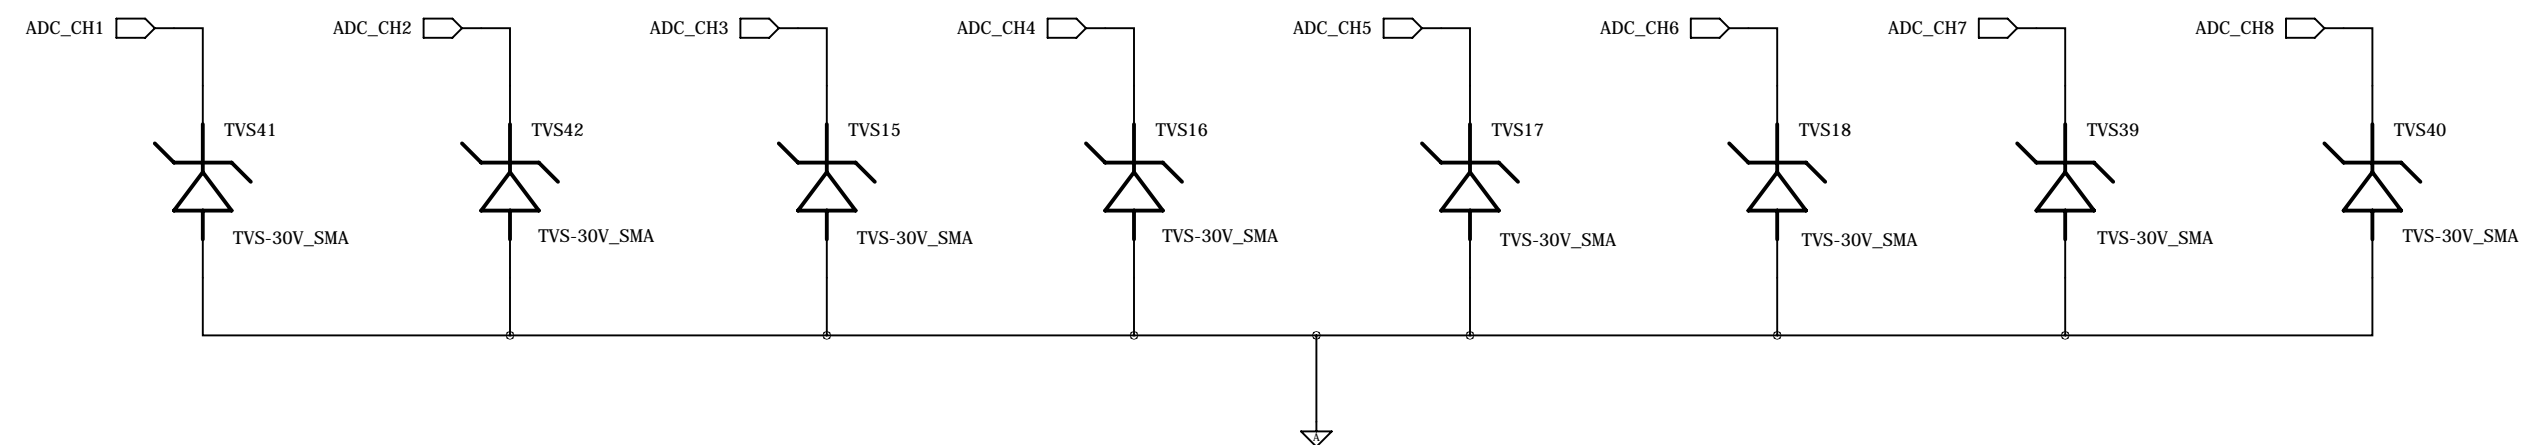 ADC_CH1
ADC_CH2
ADC_CH3
ADC_CH4
ADC_CH5
ADC_CH6
ADC_CH7
ADC_CH8
TVS41
TVS42
TVS15
TVS16
TVS17
TVS18
TVS39
TVS40
TVS-30V_SMA
TVS-30V_SMA
TVS-30V_SMA
TVS-30V_SMA
TVS-30V_SMA
TVS-30V_SMA
TVS-30V_SMA
TVS-30V_SMA
A